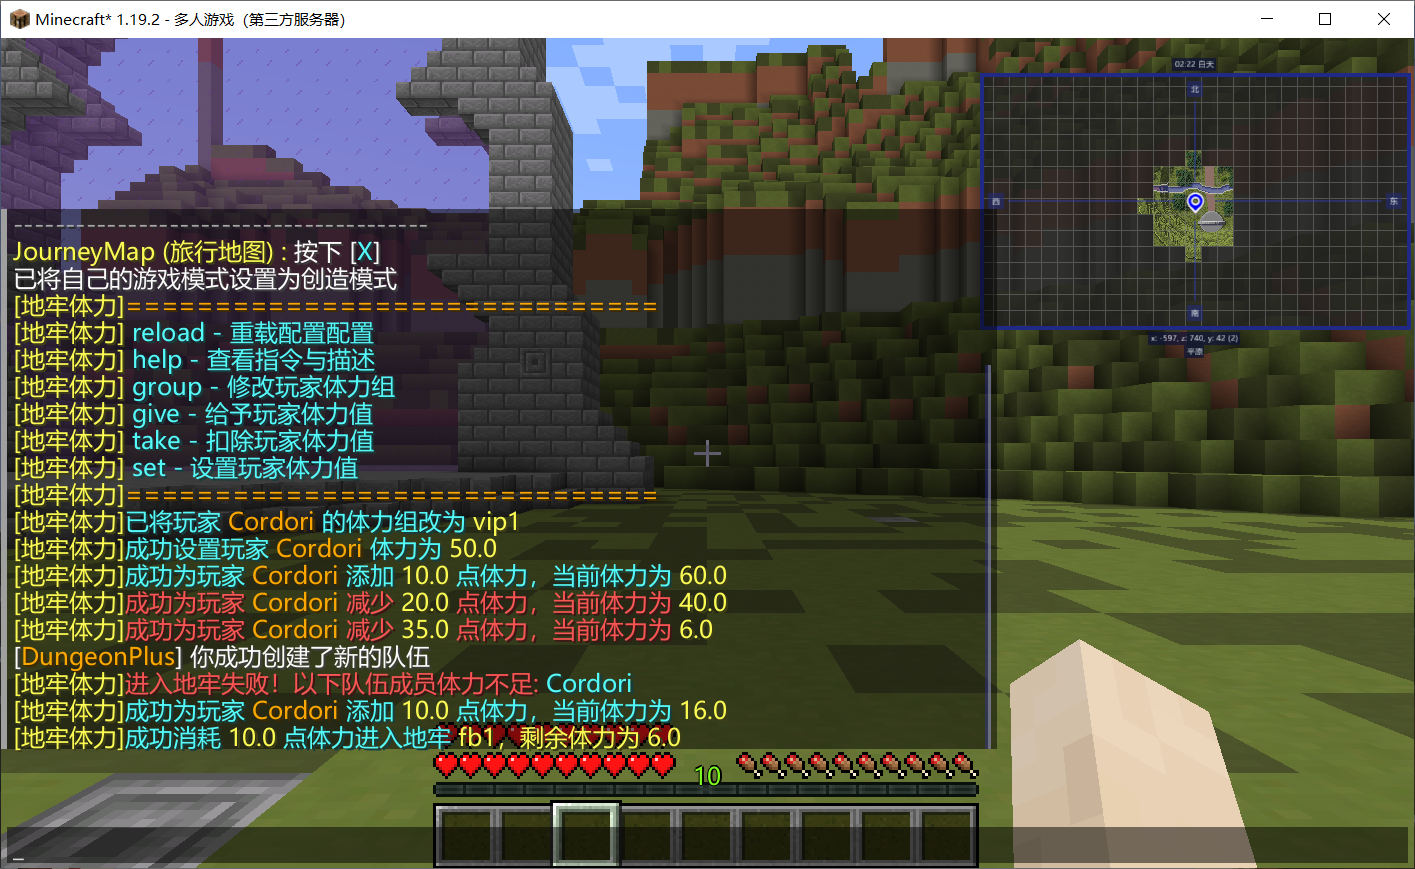 Minecraft* 1.19.2 - 多人游戏（第三方服务器）
02:22 白天
北
西
东
南
x: -597, z: 740, y: 42 (2)
平原
-----------------------------------
JourneyMap (旅行地图) : 按下 [X]
已将自己的游戏模式设置为创造模式
[地牢体力]=============================
[地牢体力] reload - 重载配置配置
[地牢体力] help - 查看指令与描述
[地牢体力] group - 修改玩家体力组
[地牢体力] give - 给予玩家体力值
[地牢体力] take - 扣除玩家体力值
[地牢体力] set - 设置玩家体力值
[地牢体力]=============================
[地牢体力]已将玩家 Cordori 的体力组改为 vip1
[地牢体力]成功设置玩家 Cordori 体力为 50.0
[地牢体力]成功为玩家 Cordori 添加 10.0 点体力，当前体力为 60.0
[地牢体力]成功为玩家 Cordori 减少 20.0 点体力，当前体力为 40.0
[地牢体力]成功为玩家 Cordori 减少 35.0 点体力，当前体力为 6.0
[DungeonPlus] 你成功创建了新的队伍
[地牢体力]进入地牢失败！以下队伍成员体力不足: Cordori
[地牢体力]成功为玩家 Cordori 添加 10.0 点体力，当前体力为 16.0
[地牢体力]成功消耗 10.0 点体力进入地牢 fb1，剩余体力为 6.0
10
_